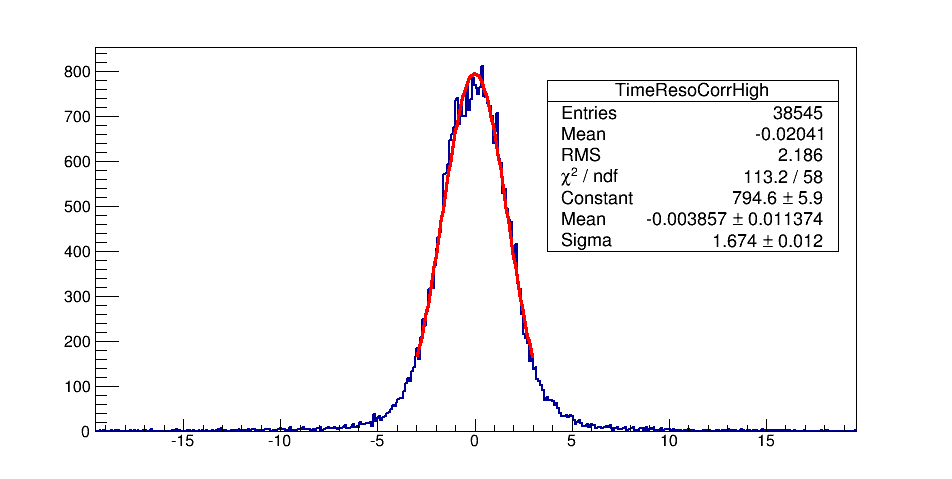 TimeResoCorrHigh
Entries 38545
Mean -0.02041
RMS 2.186
χ² / ndf 113.2 / 58
Constant 794.6 ± 5.9
Mean -0.003857 ± 0.011374
Sigma 1.674 ± 0.012
800
700
600
500
400
300
200
100
0
-15 -10 -5 0 5 10 15